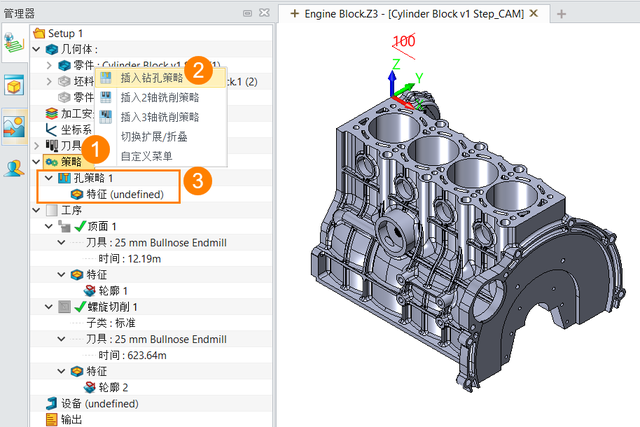 管理器
Engine Block.Z3 - [Cylinder Block v1 Step_CAM]
Setup 1
几何体 :
零件 : Cylinder Block v1
坯料
ck.1 (2)
零件
加工安
坐标系
刀具
插入钻孔策略
插入2轴铣削策略
插入3轴铣削策略
切换扩展/折叠
自定义菜单
1
2
3
策略
孔策略 1
特征 (undefined)
工序
顶面 1
刀具 : 25 mm Bullnose Endmill
时间 : 12.19m
特征
轮廓 1
螺旋切削 1
子类 : 标准
刀具 : 25 mm Bullnose Endmill
时间 : 623.64m
特征
轮廓 2
设备 (undefined)
输出
100
Z
Y